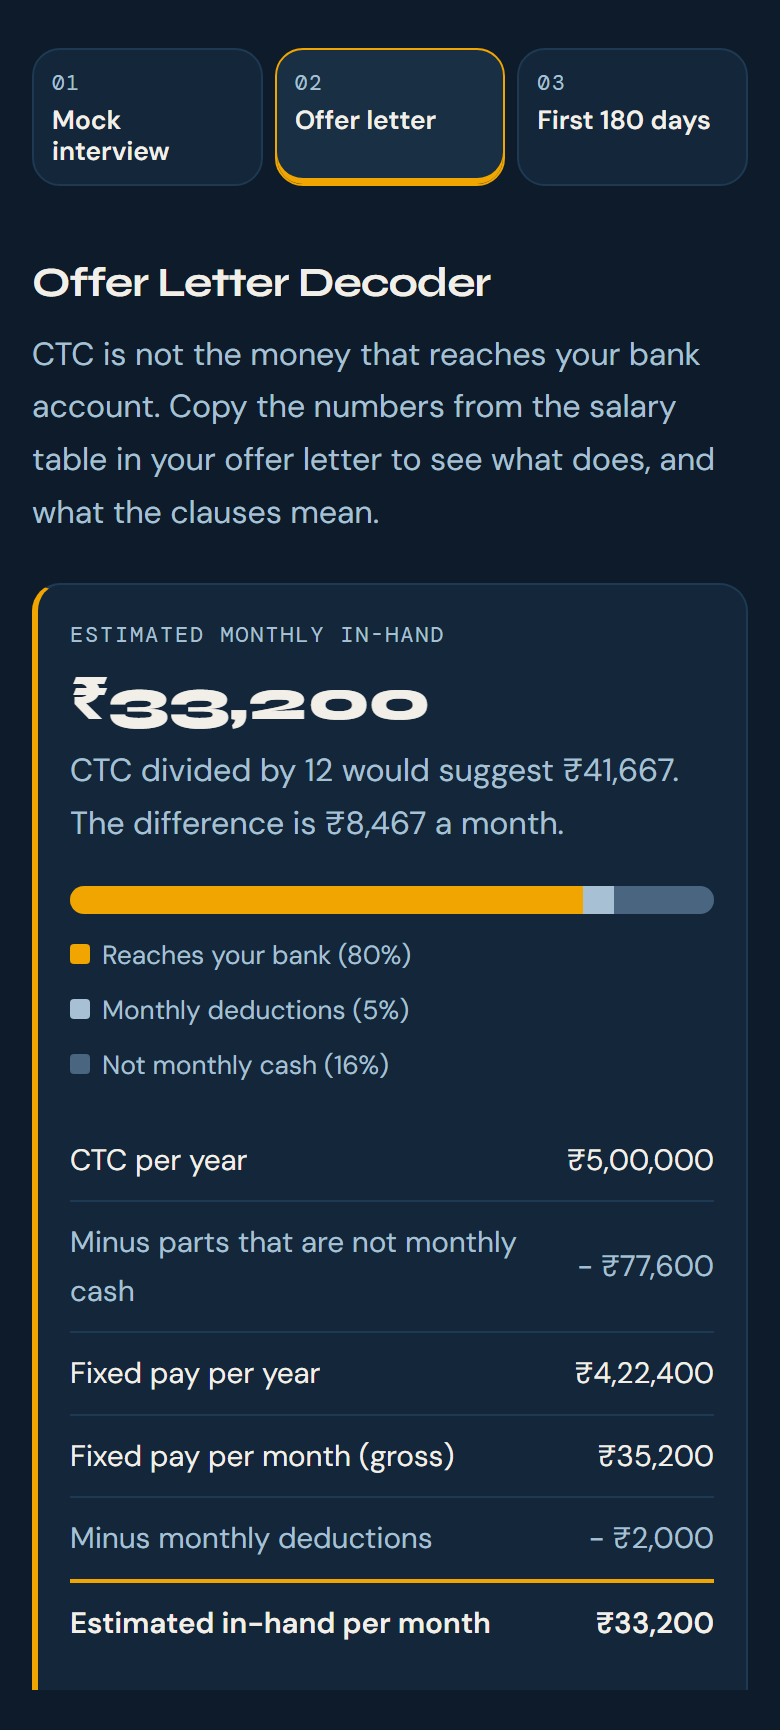 01
Mock
interview
02
Offer letter
03
First 180 days
Offer Letter Decoder
CTC is not the money that reaches your bank
account. Copy the numbers from the salary
table in your offer letter to see what does, and
what the clauses mean.
ESTIMATED MONTHLY IN-HAND
₹33,200
CTC divided by 12 would suggest ₹41,667.
The difference is ₹8,467 a month.
Reaches your bank (80%)
Monthly deductions (5%)
Not monthly cash (16%)
CTC per year ₹5,00,000
Minus parts that are not monthly
cash - ₹77,600
Fixed pay per year ₹4,22,400
Fixed pay per month (gross) ₹35,200
Minus monthly deductions - ₹2,000
Estimated in-hand per month ₹33,200